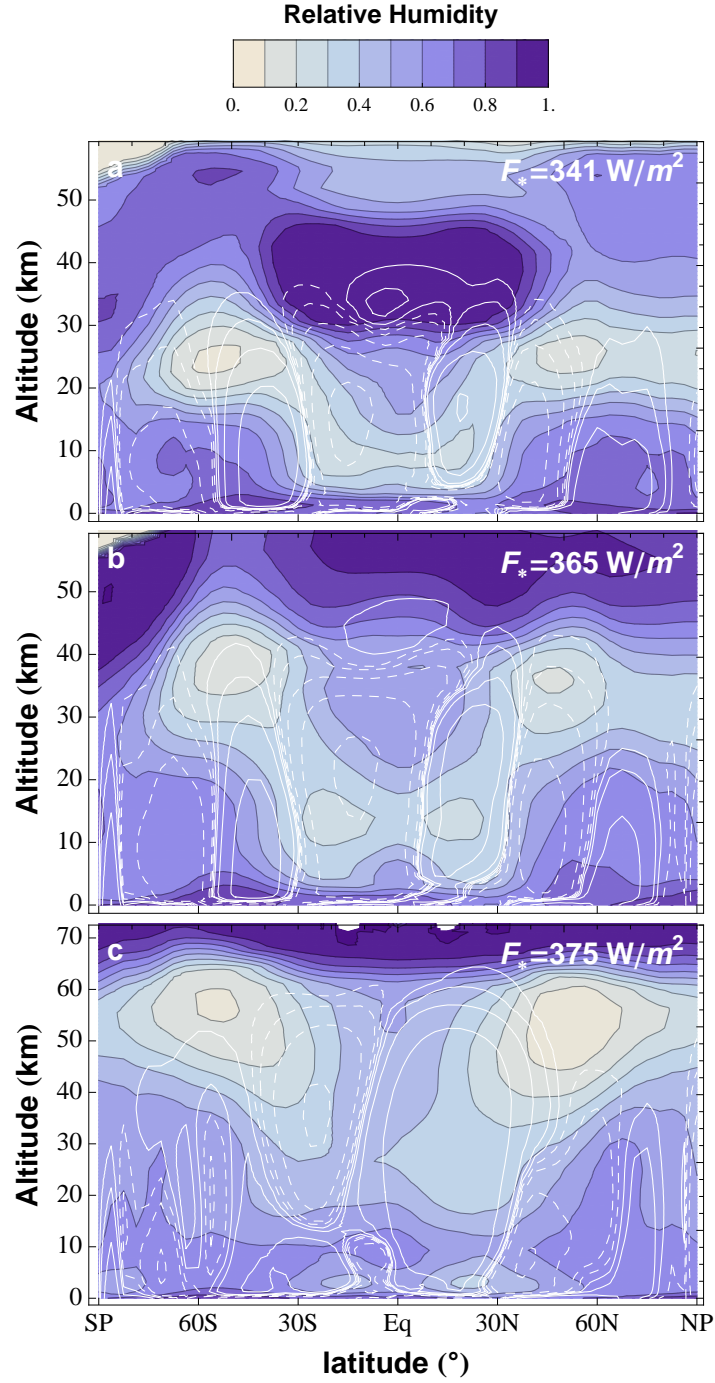 Relative Humidity
0. 0.2 0.4 0.6 0.8 1.
a
F*=341 W/m²
Altitude (km)
50
40
30
20
10
0
b
F*=365 W/m²
Altitude (km)
50
40
30
20
10
0
c
F*=375 W/m²
Altitude (km)
70
60
50
40
30
20
10
0
SP 60S 30S Eq 30N 60N NP
latitude (°)